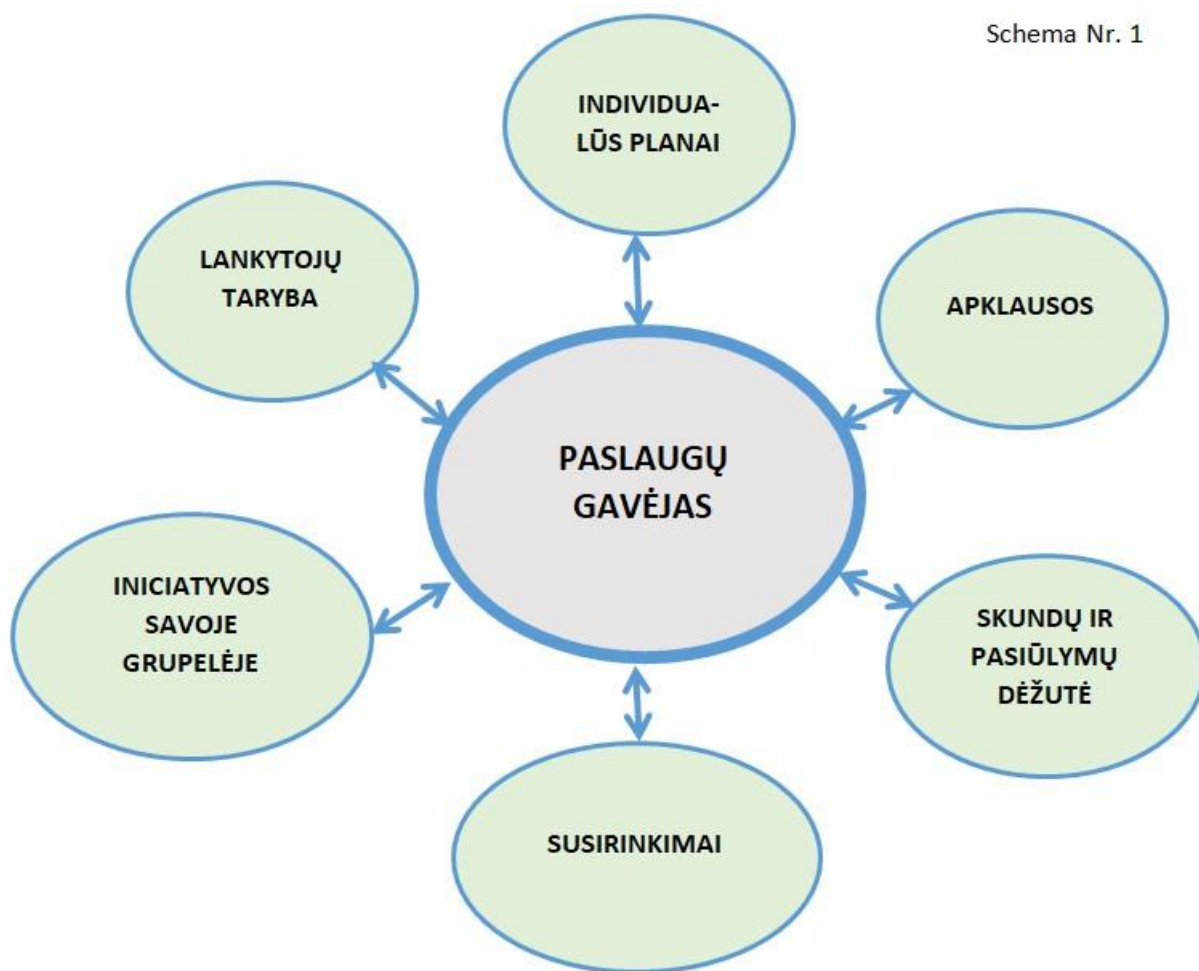 Schema Nr. 1
INDIVIDUA-
LŪS PLANAI
LANKYTOJŲ
TARYBA
APKLAUSOS
PASLAUGŲ
GAVĖJAS
INICIATYVOS
SAVOJE
GRUPELĖJE
SKUNDŲ IR
PASIŪLYMŲ
DĖŽUTĖ
SUSIRINKIMAI